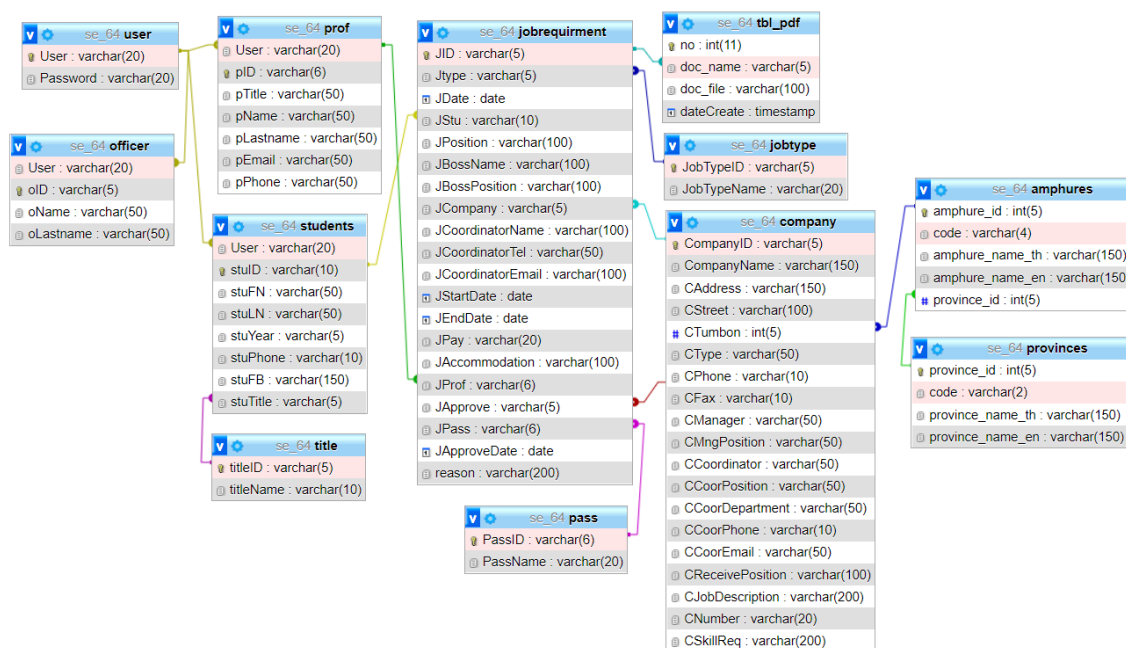 se_64 user
User : varchar(20)
Password : varchar(20)
se_64 officer
User : varchar(20)
oID : varchar(5)
oName : varchar(50)
oLastname : varchar(50)
se_64 prof
User : varchar(20)
pID : varchar(6)
pTitle : varchar(50)
pName : varchar(50)
pLastname : varchar(50)
pEmail : varchar(50)
pPhone : varchar(50)
se_64 students
User : varchar(20)
stuID : varchar(10)
stuFN : varchar(50)
stuLN : varchar(50)
stuYear : varchar(5)
stuPhone : varchar(10)
stuFB : varchar(150)
stuTitle : varchar(5)
se_64 title
titleID : varchar(5)
titleName : varchar(10)
se_64 jobrequirment
JID : varchar(5)
Jtype : varchar(5)
JDate : date
JStu : varchar(10)
JPosition : varchar(100)
JBossName : varchar(100)
JBossPosition : varchar(100)
JCompany : varchar(5)
JCoordinatorName : varchar(100)
JCoordinatorTel : varchar(50)
JCoordinatorEmail : varchar(100)
JStartDate : date
JEndDate : date
JPay : varchar(20)
JAccommodation : varchar(100)
JProf : varchar(6)
JApprove : varchar(5)
JPass : varchar(6)
JApproveDate : date
reason : varchar(200)
se_64 pass
PassID : varchar(6)
PassName : varchar(20)
se_64 tbl_pdf
no : int(11)
doc_name : varchar(5)
doc_file : varchar(100)
dateCreate : timestamp
se_64 jobtype
JobTypeID : varchar(5)
JobTypeName : varchar(20)
se_64 company
CompanyID : varchar(5)
CompanyName : varchar(150)
CAddress : varchar(150)
CStreet : varchar(100)
# CTumbon : int(5)
CType : varchar(50)
CPhone : varchar(10)
CFax : varchar(10)
CManager : varchar(50)
CMngPosition : varchar(50)
CCoordinator : varchar(50)
CCoorPosition : varchar(50)
CCoorDepartment : varchar(50)
CCoorPhone : varchar(10)
CCoorEmail : varchar(50)
CReceivePosition : varchar(100)
CJobDescription : varchar(200)
CNumber : varchar(20)
CSkillReq : varchar(200)
se_64 amphures
amphure_id : int(5)
code : varchar(4)
amphure_name_th : varchar(150)
amphure_name_en : varchar(150
# province_id : int(5)
se_64 provinces
province_id : int(5)
code : varchar(2)
province_name_th : varchar(150)
province_name_en : varchar(150)